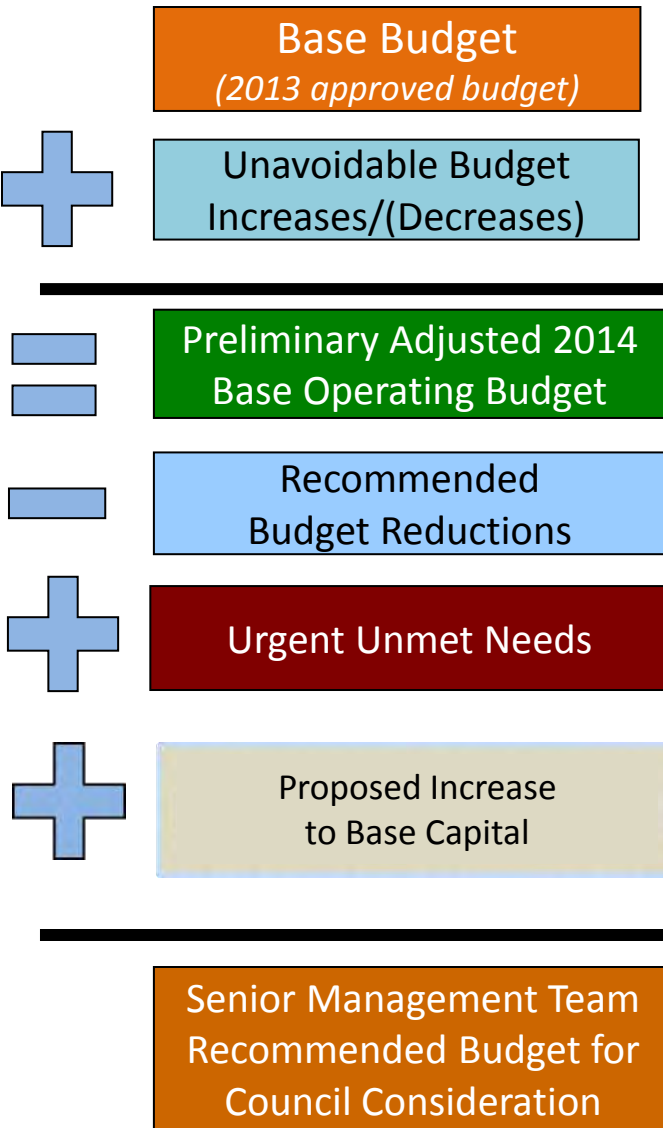 Base Budget
(2013 approved budget)
Unavoidable Budget
Increases/(Decreases)
Preliminary Adjusted 2014
Base Operating Budget
Recommended
Budget Reductions
Urgent Unmet Needs
Proposed Increase
to Base Capital
Senior Management Team
Recommended Budget for
Council Consideration